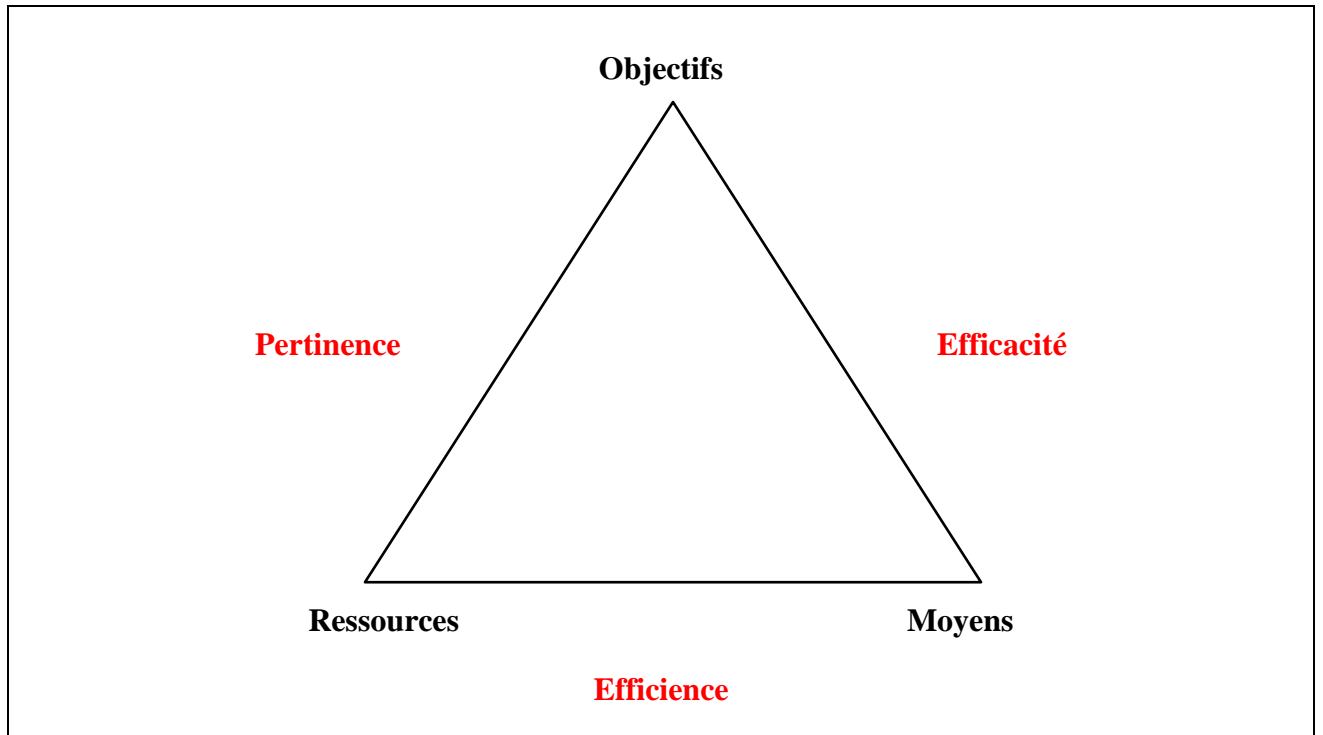 Objectifs
Pertinence
Efficacité
Ressources
Moyens
Efficience